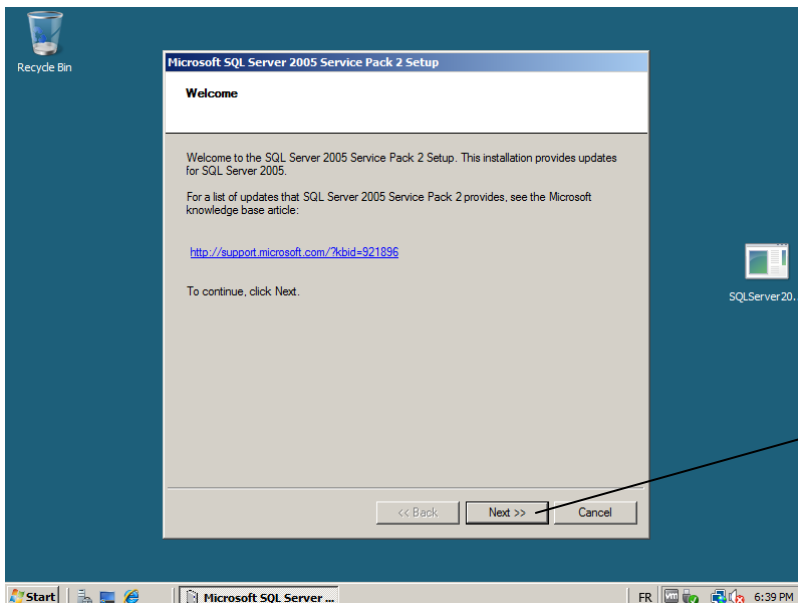 Recycle Bin
Microsoft SQL Server 2005 Service Pack 2 Setup
Welcome
Welcome to the SQL Server 2005 Service Pack 2 Setup. This installation provides updates
for SQL Server 2005.
For a list of updates that SQL Server 2005 Service Pack 2 provides, see the Microsoft
knowledge base article:
http://support.microsoft.com/?kbid=921896
To continue, click Next.
SQLServer20.
<< Back
Next >>
Cancel
Start
Microsoft SQL Server ...
FR
vm
6:39 PM